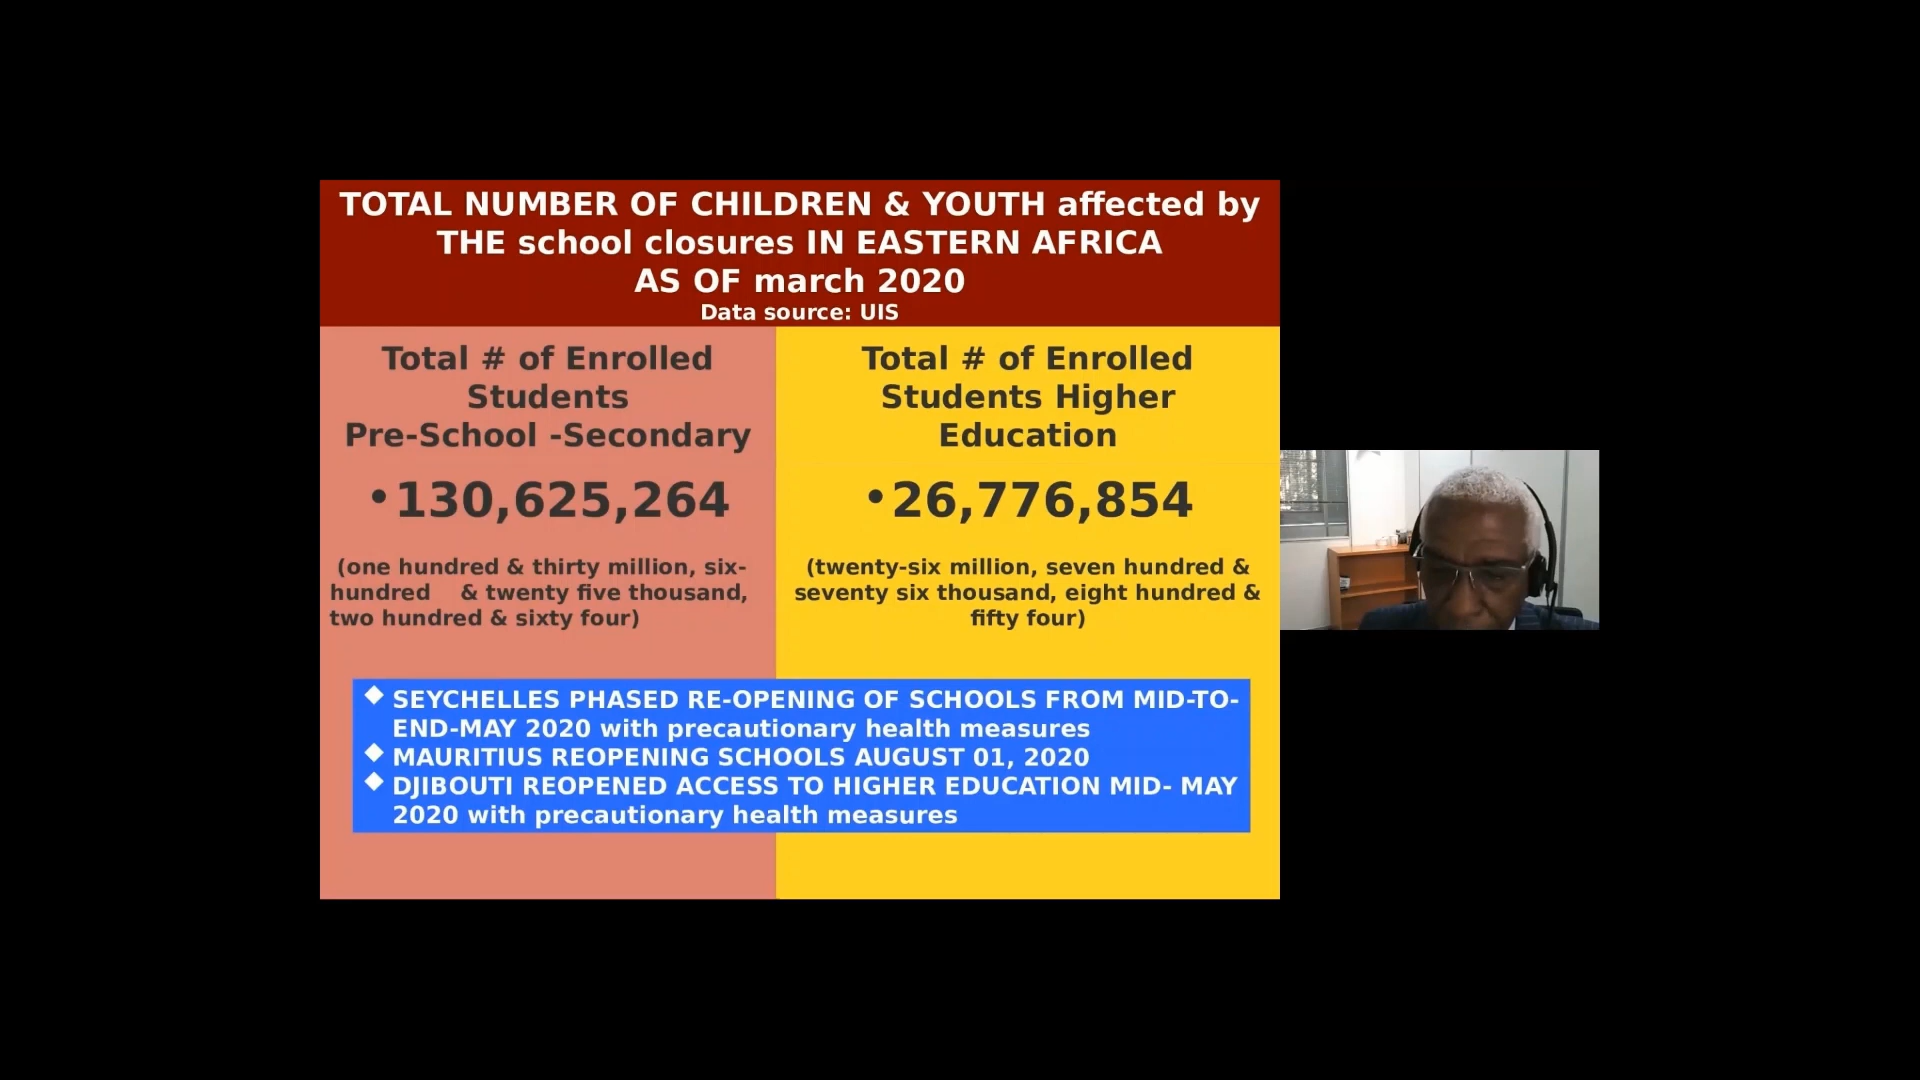 TOTAL NUMBER OF CHILDREN & YOUTH affected by
THE school closures IN EASTERN AFRICA
AS OF march 2020
Data source: UIS
Total # of Enrolled
Students
Pre-School -Secondary
•130,625,264
(one hundred & thirty million, six-
hundred & twenty five thousand,
two hundred & sixty four)
Total # of Enrolled
Students Higher
Education
•26,776,854
(twenty-six million, seven hundred &
seventy six thousand, eight hundred &
fifty four)
◆ SEYCHELLES PHASED RE-OPENING OF SCHOOLS FROM MID-TO-
END-MAY 2020 with precautionary health measures
◆ MAURITIUS REOPENING SCHOOLS AUGUST 01, 2020
◆ DJIBOUTI REOPENED ACCESS TO HIGHER EDUCATION MID- MAY
2020 with precautionary health measures